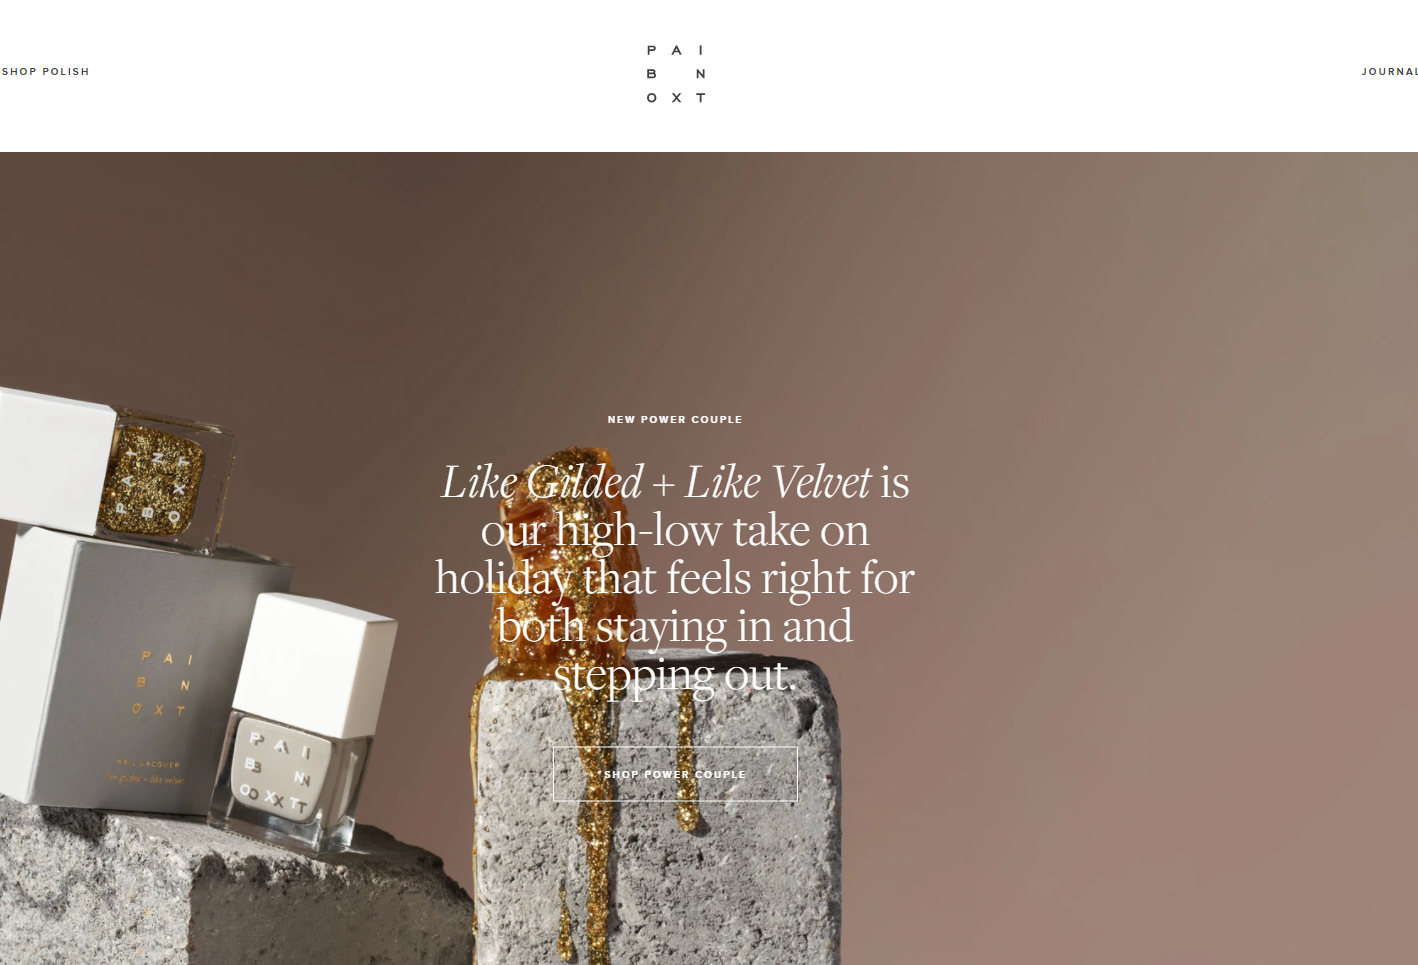 SHOP POLISH
P A I
B N
O X T
JOURNAL
NEW POWER COUPLE
Like Gilded + Like Velvet is
our high-low take on
holiday that feels right for
both staying in and
stepping out.
SHOP POWER COUPLE
P A I
B N
O X T
P A I
B N
O X T
NAIL LACQUER
like gilded + like velvet
P A I
B N
O X T